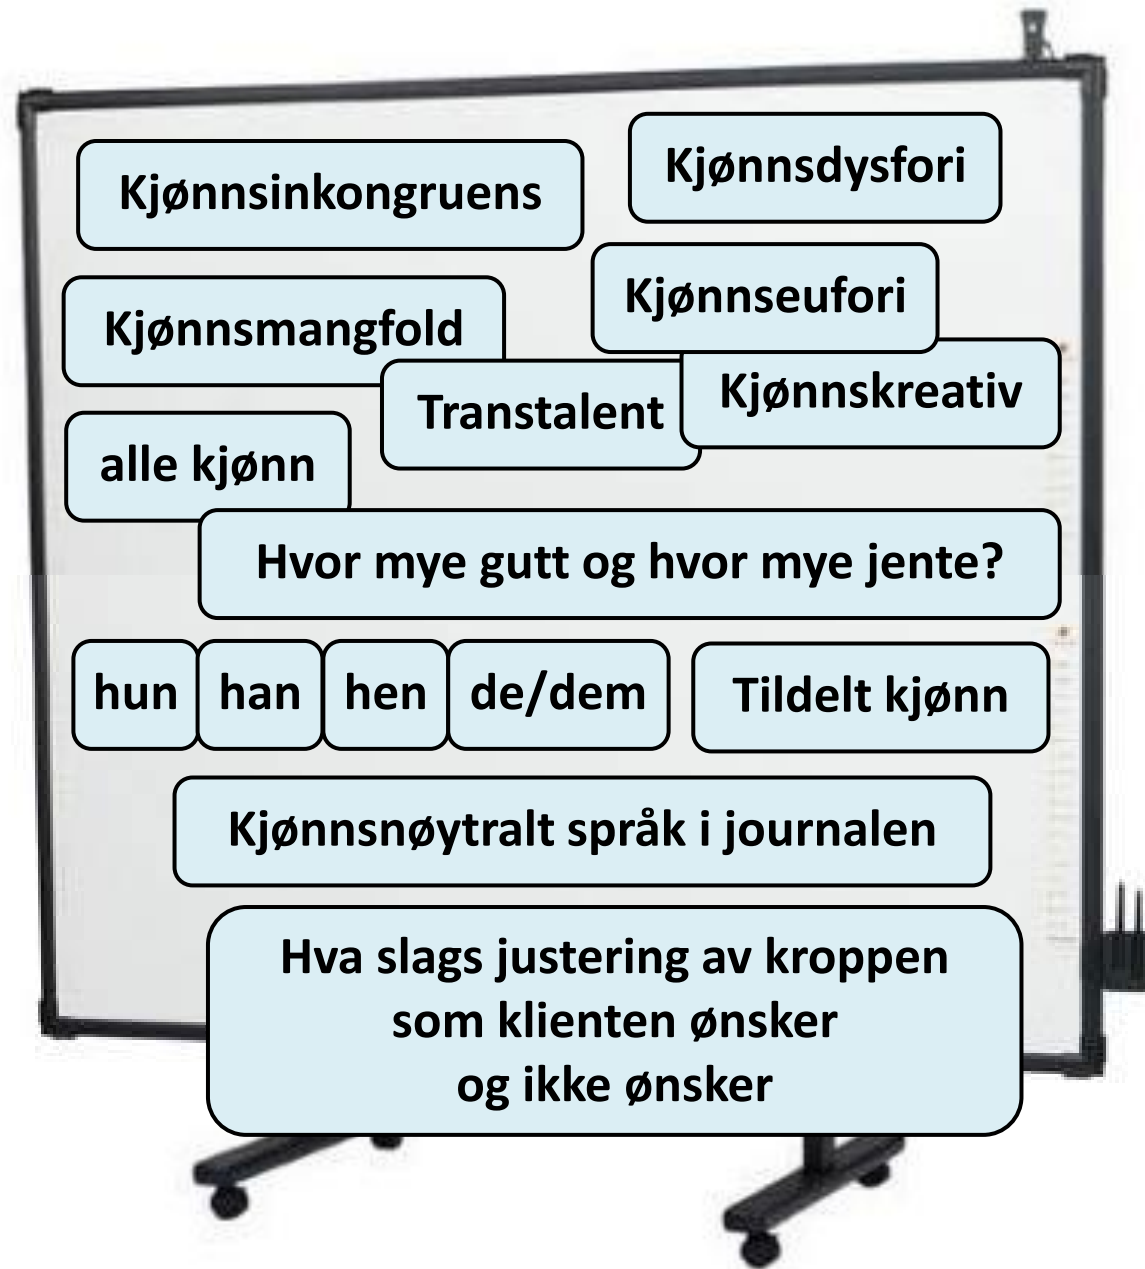 Kjønnsinkongruens
Kjønnsdysfori
Kjønnsmangfold
Kjønnseufori
Transtalent
Kjønnskreativ
alle kjønn
Hvor mye gutt og hvor mye jente?
hun han hen de/dem
Tildelt kjønn
Kjønnsnøytralt språk i journalen
Hva slags justering av kroppen
som klienten ønsker
og ikke ønsker